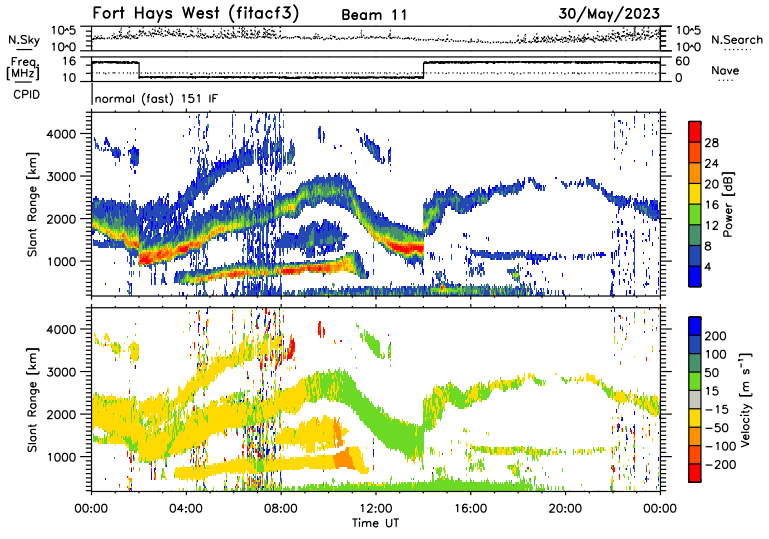 Fort Hays West (fitacf3) Beam 11 30/May/2023
N.Sky 10^5 10^0 10^5 10^0 N.Search
Freq. [MHz] 16 10 60 0 Nave
CPID normal (fast) 151 IF
Slant Range [km] 4000 3000 2000 1000
Power [dB] 28 24 20 16 12 8 4
Slant Range [km] 4000 3000 2000 1000
Velocity [m s⁻¹] 200 100 50 15 −15 −50 −100 −200
00:00 04:00 08:00 12:00 16:00 20:00 00:00
Time UT